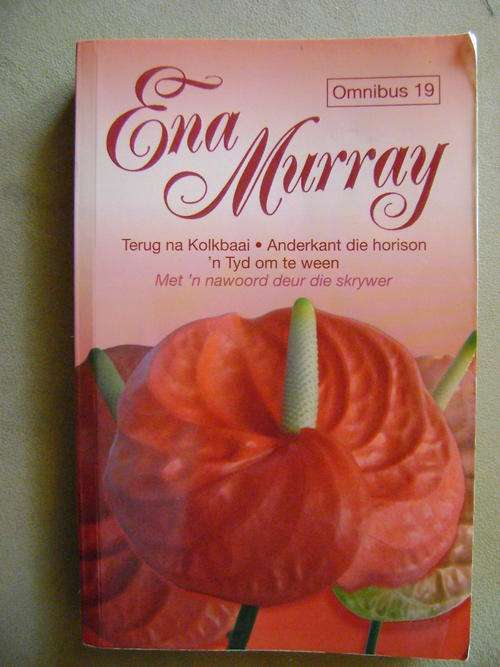 Omnibus 19
Ena
Murray
Terug na Kolkbaai • Anderkant die horison
'n Tyd om te ween
Met 'n nawoord deur die skrywer